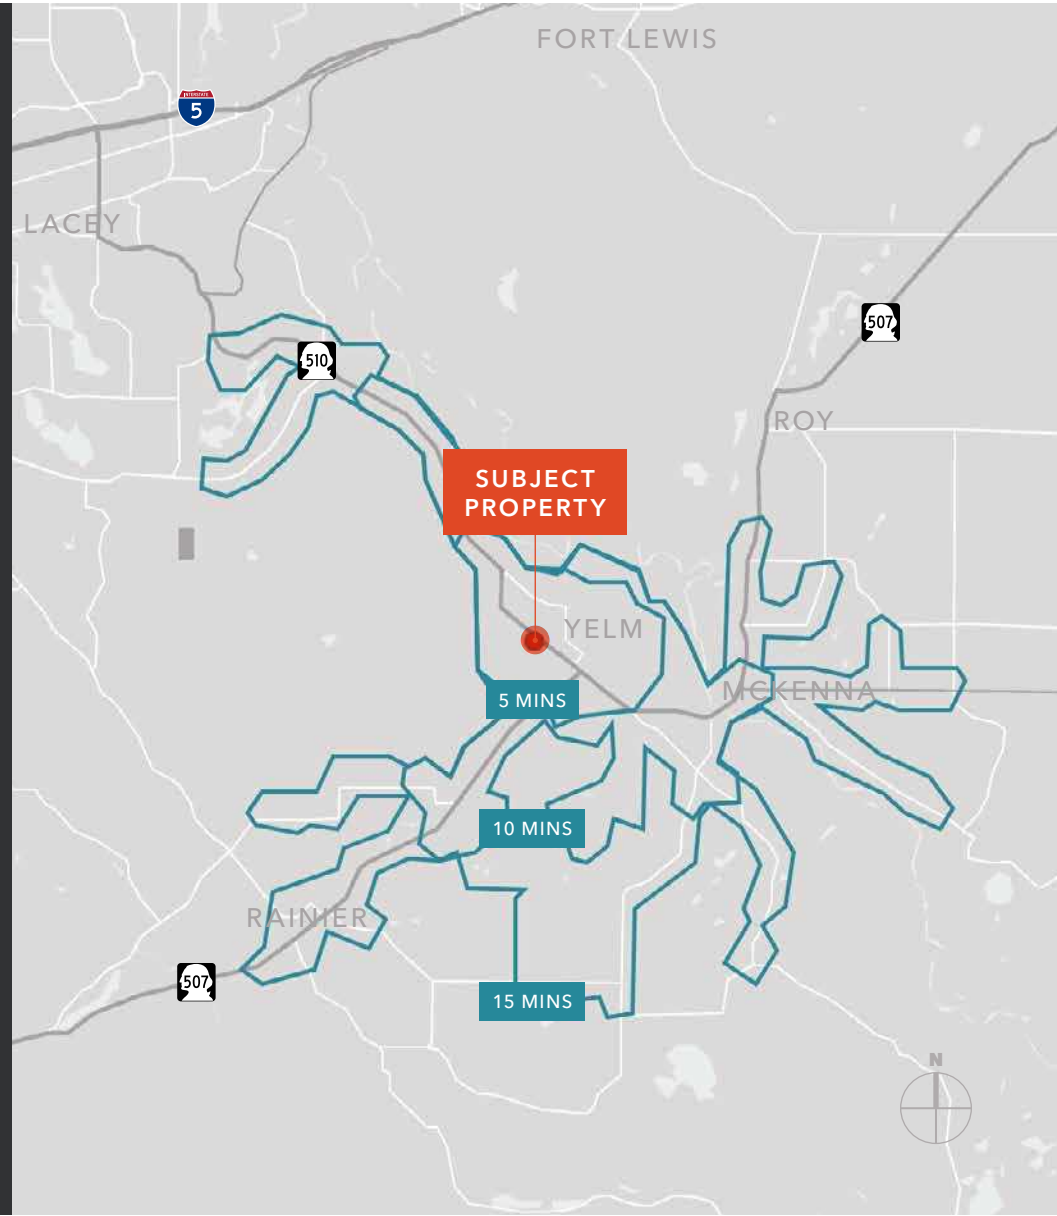 FORT LEWIS
INTERSTATE
5
LACEY
507
510
ROY
SUBJECT
PROPERTY
YELM
MCKENNA
5 MINS
10 MINS
RAINIER
507
15 MINS
N